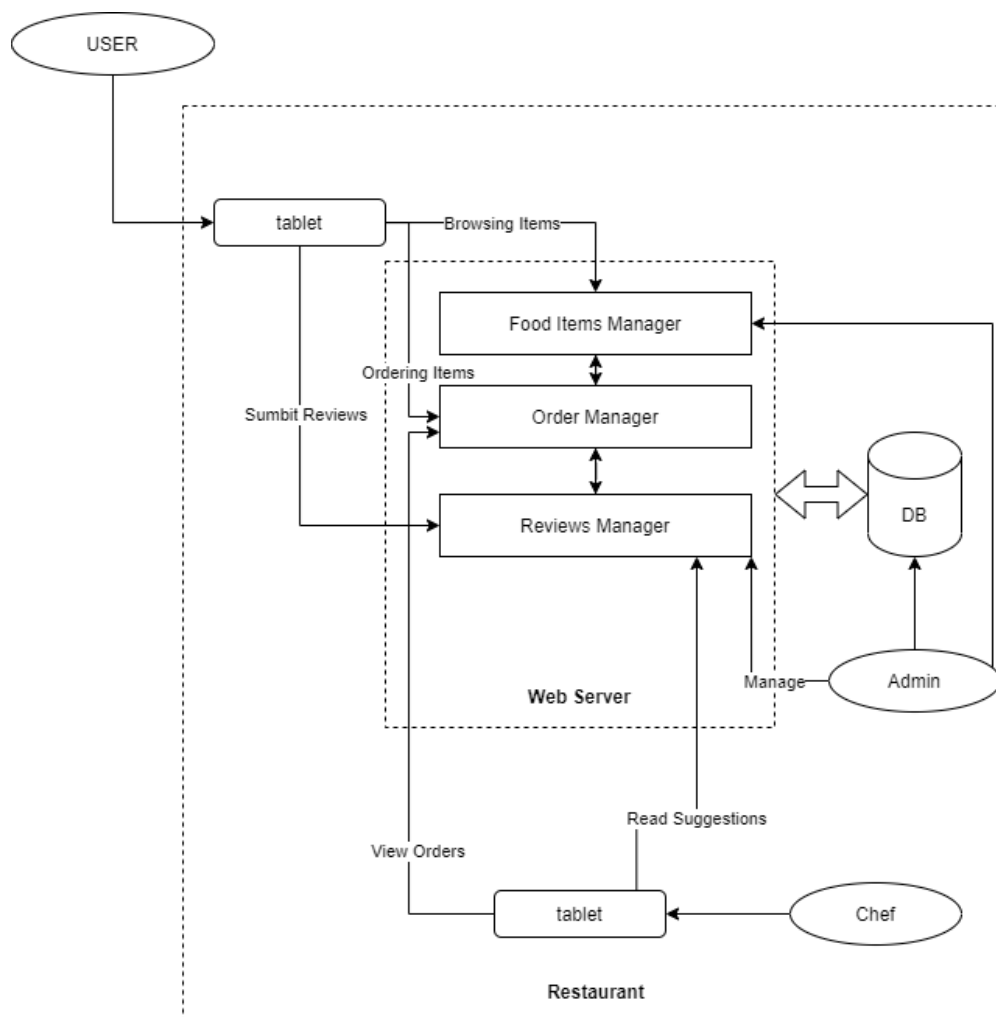 USER
tablet
Browsing Items
Food Items Manager
Ordering Items
Sumbit Reviews
Order Manager
DB
Reviews Manager
Manage
Admin
Web Server
Read Suggestions
View Orders
tablet
Chef
Restaurant